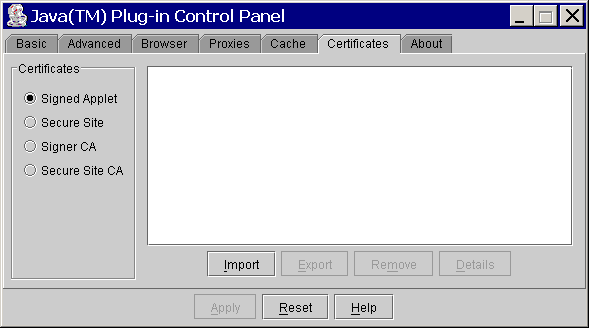 Java(TM) Plug-in Control Panel
Basic Advanced Browser Proxies Cache Certificates About
Certificates
Signed Applet
Secure Site
Signer CA
Secure Site CA
Import Export Remove Details
Apply Reset Help